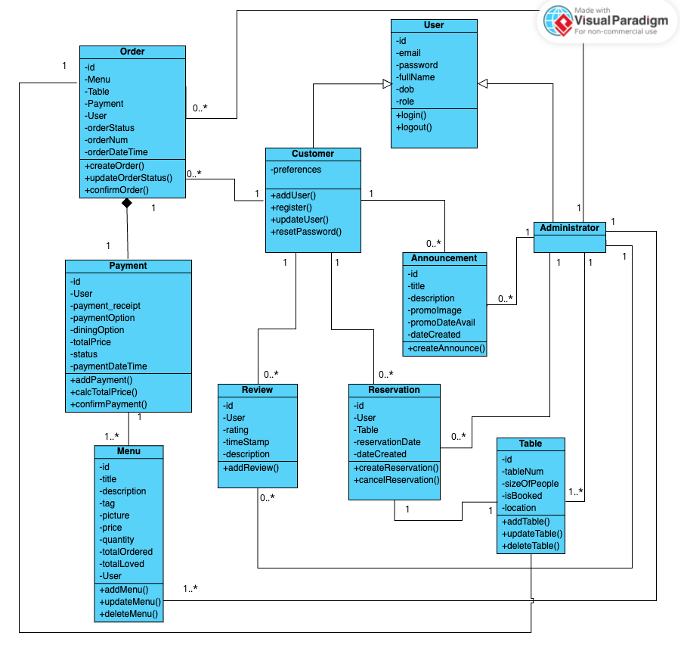 Made with
VisualParadigm
For non-commercial use
User
-id
-email
-password
-fullName
-dob
-role
+login()
+logout()
Order
-id
-Menu
-Table
-Payment
-User
-orderStatus
-orderNum
-orderDateTime
+createOrder()
+updateOrderStatus()
+confirmOrder()
1
0..*
0..*
1
1
Customer
-preferences
+addUser()
+register()
+updateUser()
+resetPassword()
1
1
0..*
1
1
Administrator
1
1
1
1
1
1
Announcement
-id
-title
-description
-promoImage
-promoDateAvail
-dateCreated
+createAnnounce()
0..*
Payment
-id
-User
-payment_receipt
-paymentOption
-diningOption
-totalPrice
-status
-paymentDateTime
+addPayment()
+calcTotalPrice()
+confirmPayment()
1
1
1..*
Menu
-id
-title
-description
-tag
-picture
-price
-quantity
-totalOrdered
-totalLoved
-User
+addMenu()
+updateMenu()
+deleteMenu()
1..*
0..*
Review
-id
-User
-rating
-timeStamp
-description
+addReview()
0..*
0..*
Reservation
-id
-User
-Table
-reservationDate
-dateCreated
+createReservation()
+cancelReservation()
0..*
1
1
Table
-id
-tableNum
-sizeOfPeople
-isBooked
-location
+addTable()
+updateTable()
+deleteTable()
1..*